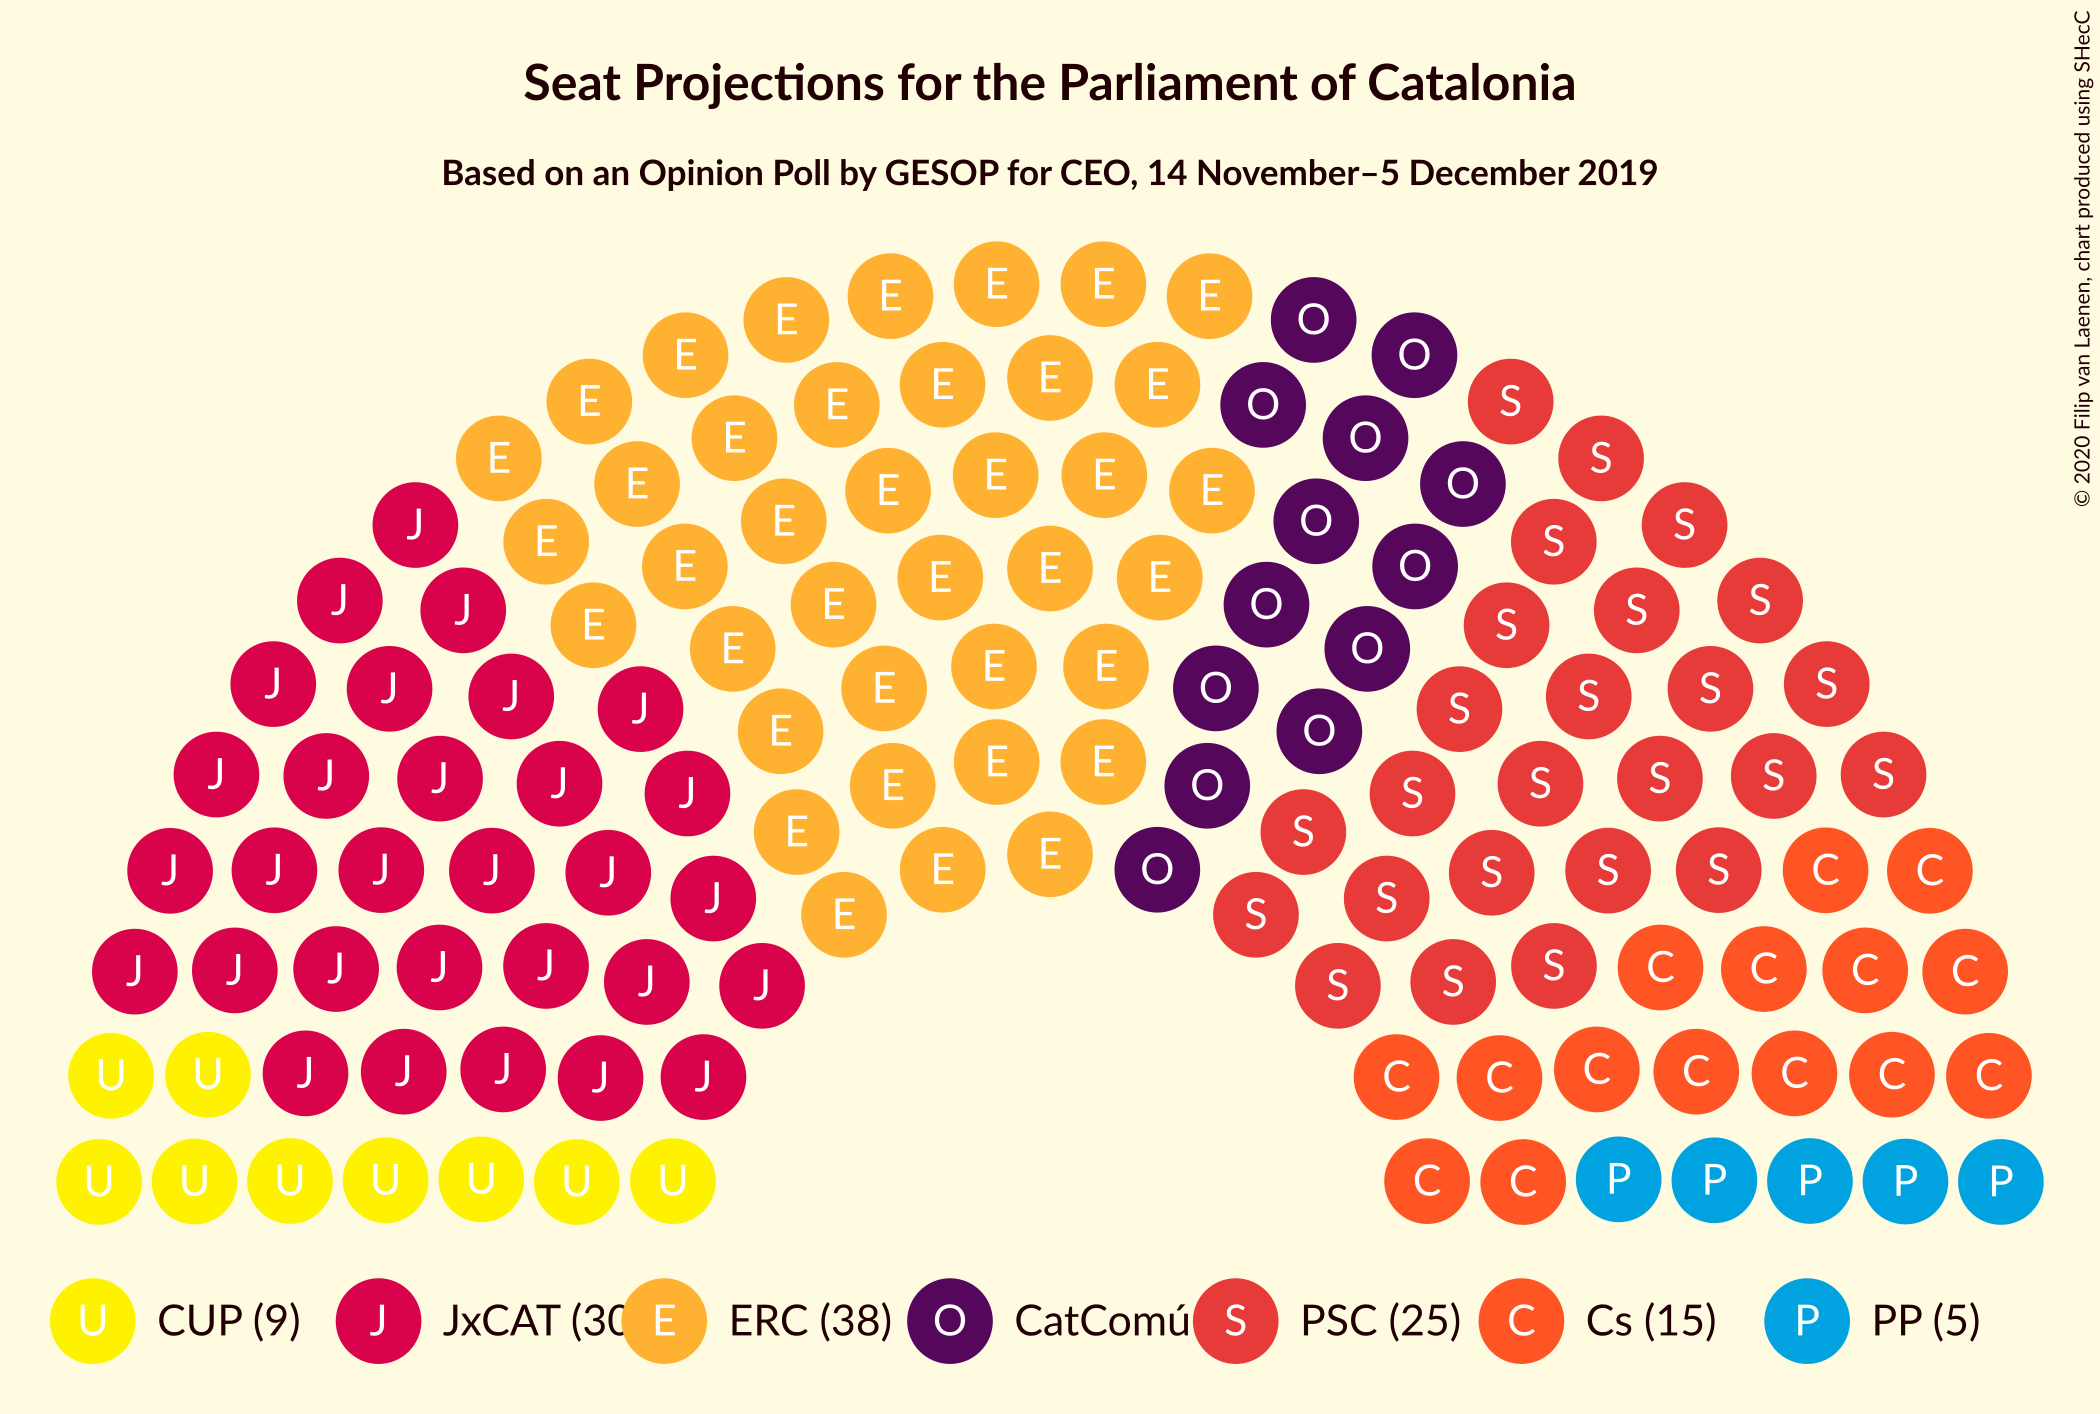 Seat Projections for the Parliament of Catalonia
Based on an Opinion Poll by GESOP for CEO, 14 November–5 December 2019
© 2020 Filip van Laenen, chart produced using SHecC
E E E E O O
E E E S
E E E E E O O S
J E E E E E E O O S S
J J E E E E E O O S S S
J J J J E E E E O O S S S S
J J J J J E E E E O O S S S S S
J J J J J J E E E O S S S S S C C
J J J J J J J E S S S S C C C C
U U J J J J J C C C C C C C
U U U U U U U C C P P P P P
U CUP (9) J JxCAT (30 E ERC (38) O CatComú S PSC (25) C Cs (15) P PP (5)